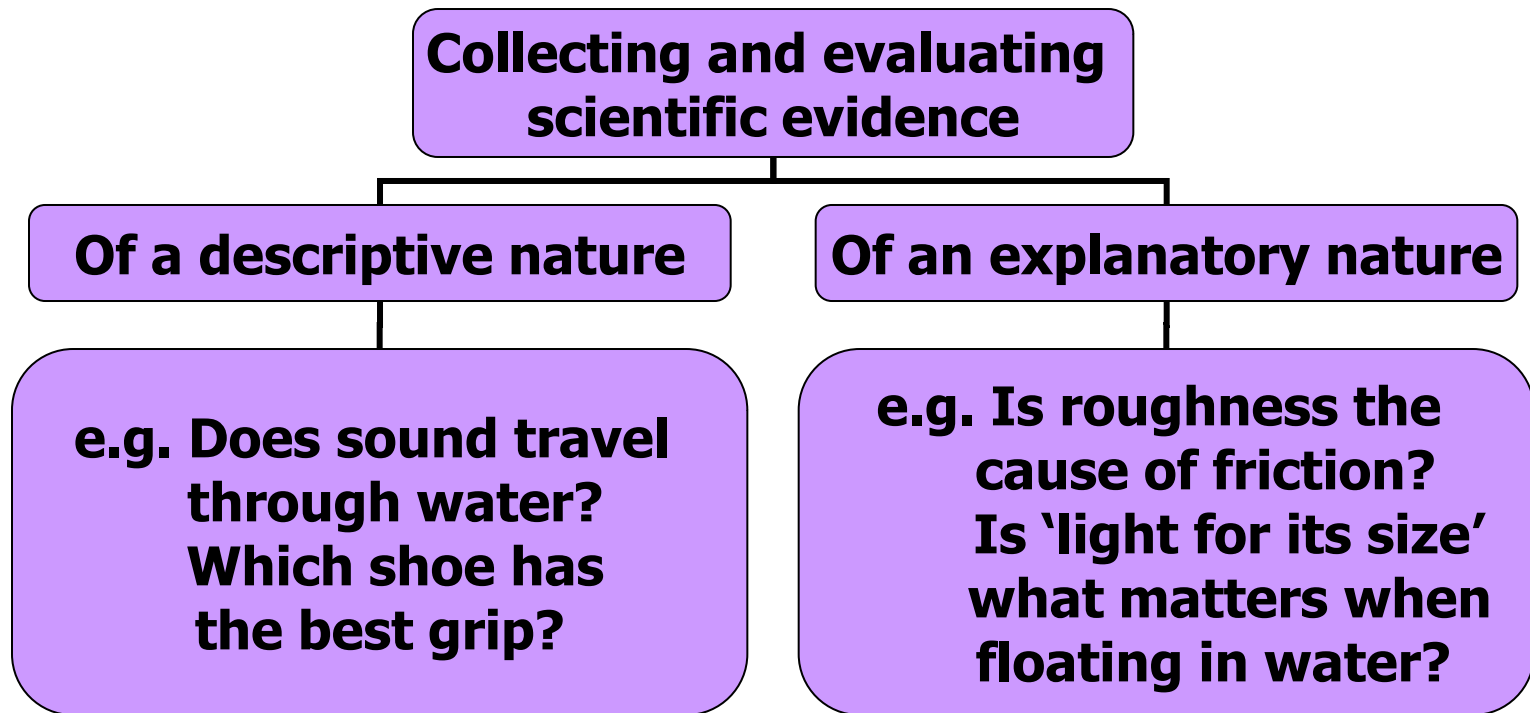 Collecting and evaluating
scientific evidence
Of a descriptive nature
Of an explanatory nature
e.g. Does sound travel
through water?
Which shoe has
the best grip?
e.g. Is roughness the
cause of friction?
Is ‘light for its size’
what matters when
floating in water?